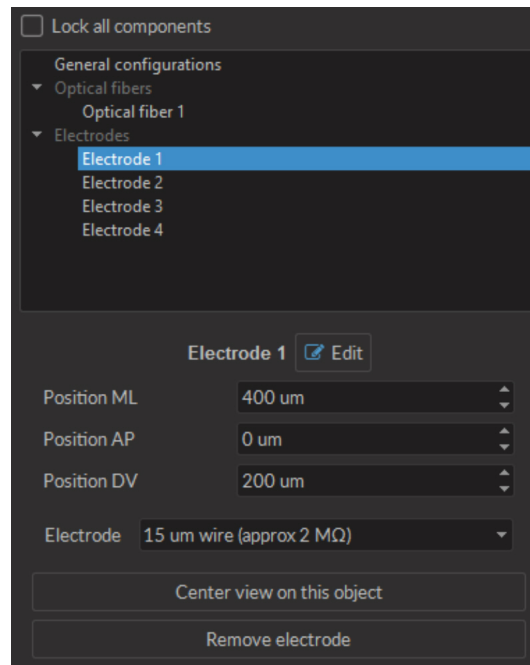 Lock all components
General configurations
Optical fibers
Optical fiber 1
Electrodes
Electrode 1
Electrode 2
Electrode 3
Electrode 4
Electrode 1 Edit
Position ML 400 um
Position AP 0 um
Position DV 200 um
Electrode 15 um wire (approx 2 MΩ)
Center view on this object
Remove electrode